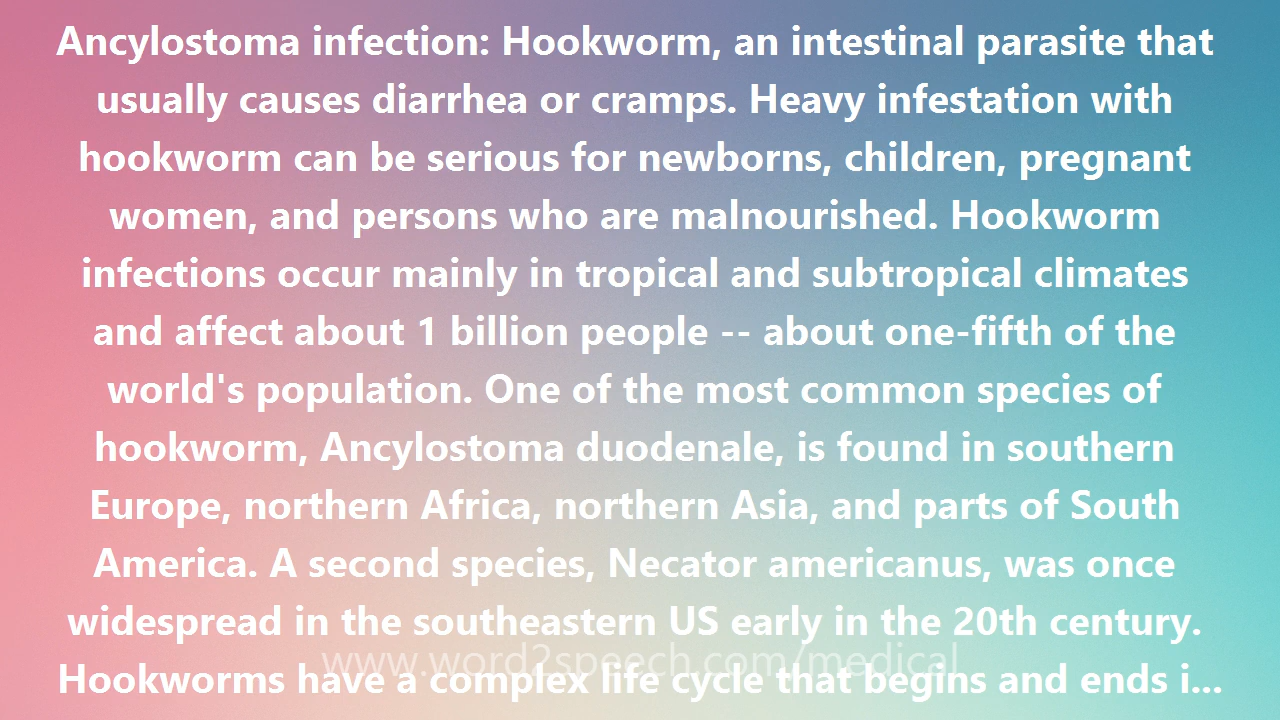 Ancylostoma infection: Hookworm, an intestinal parasite that
usually causes diarrhea or cramps. Heavy infestation with
hookworm can be serious for newborns, children, pregnant
women, and persons who are malnourished. Hookworm
infections occur mainly in tropical and subtropical climates
and affect about 1 billion people -- about one-fifth of the
world's population. One of the most common species of
hookworm, Ancylostoma duodenale, is found in southern
Europe, northern Africa, northern Asia, and parts of South
America. A second species, Necator americanus, was once
widespread in the southeastern US early in the 20th century.
www.word2speech.com/medical
Hookworms have a complex life cycle that begins and ends i...